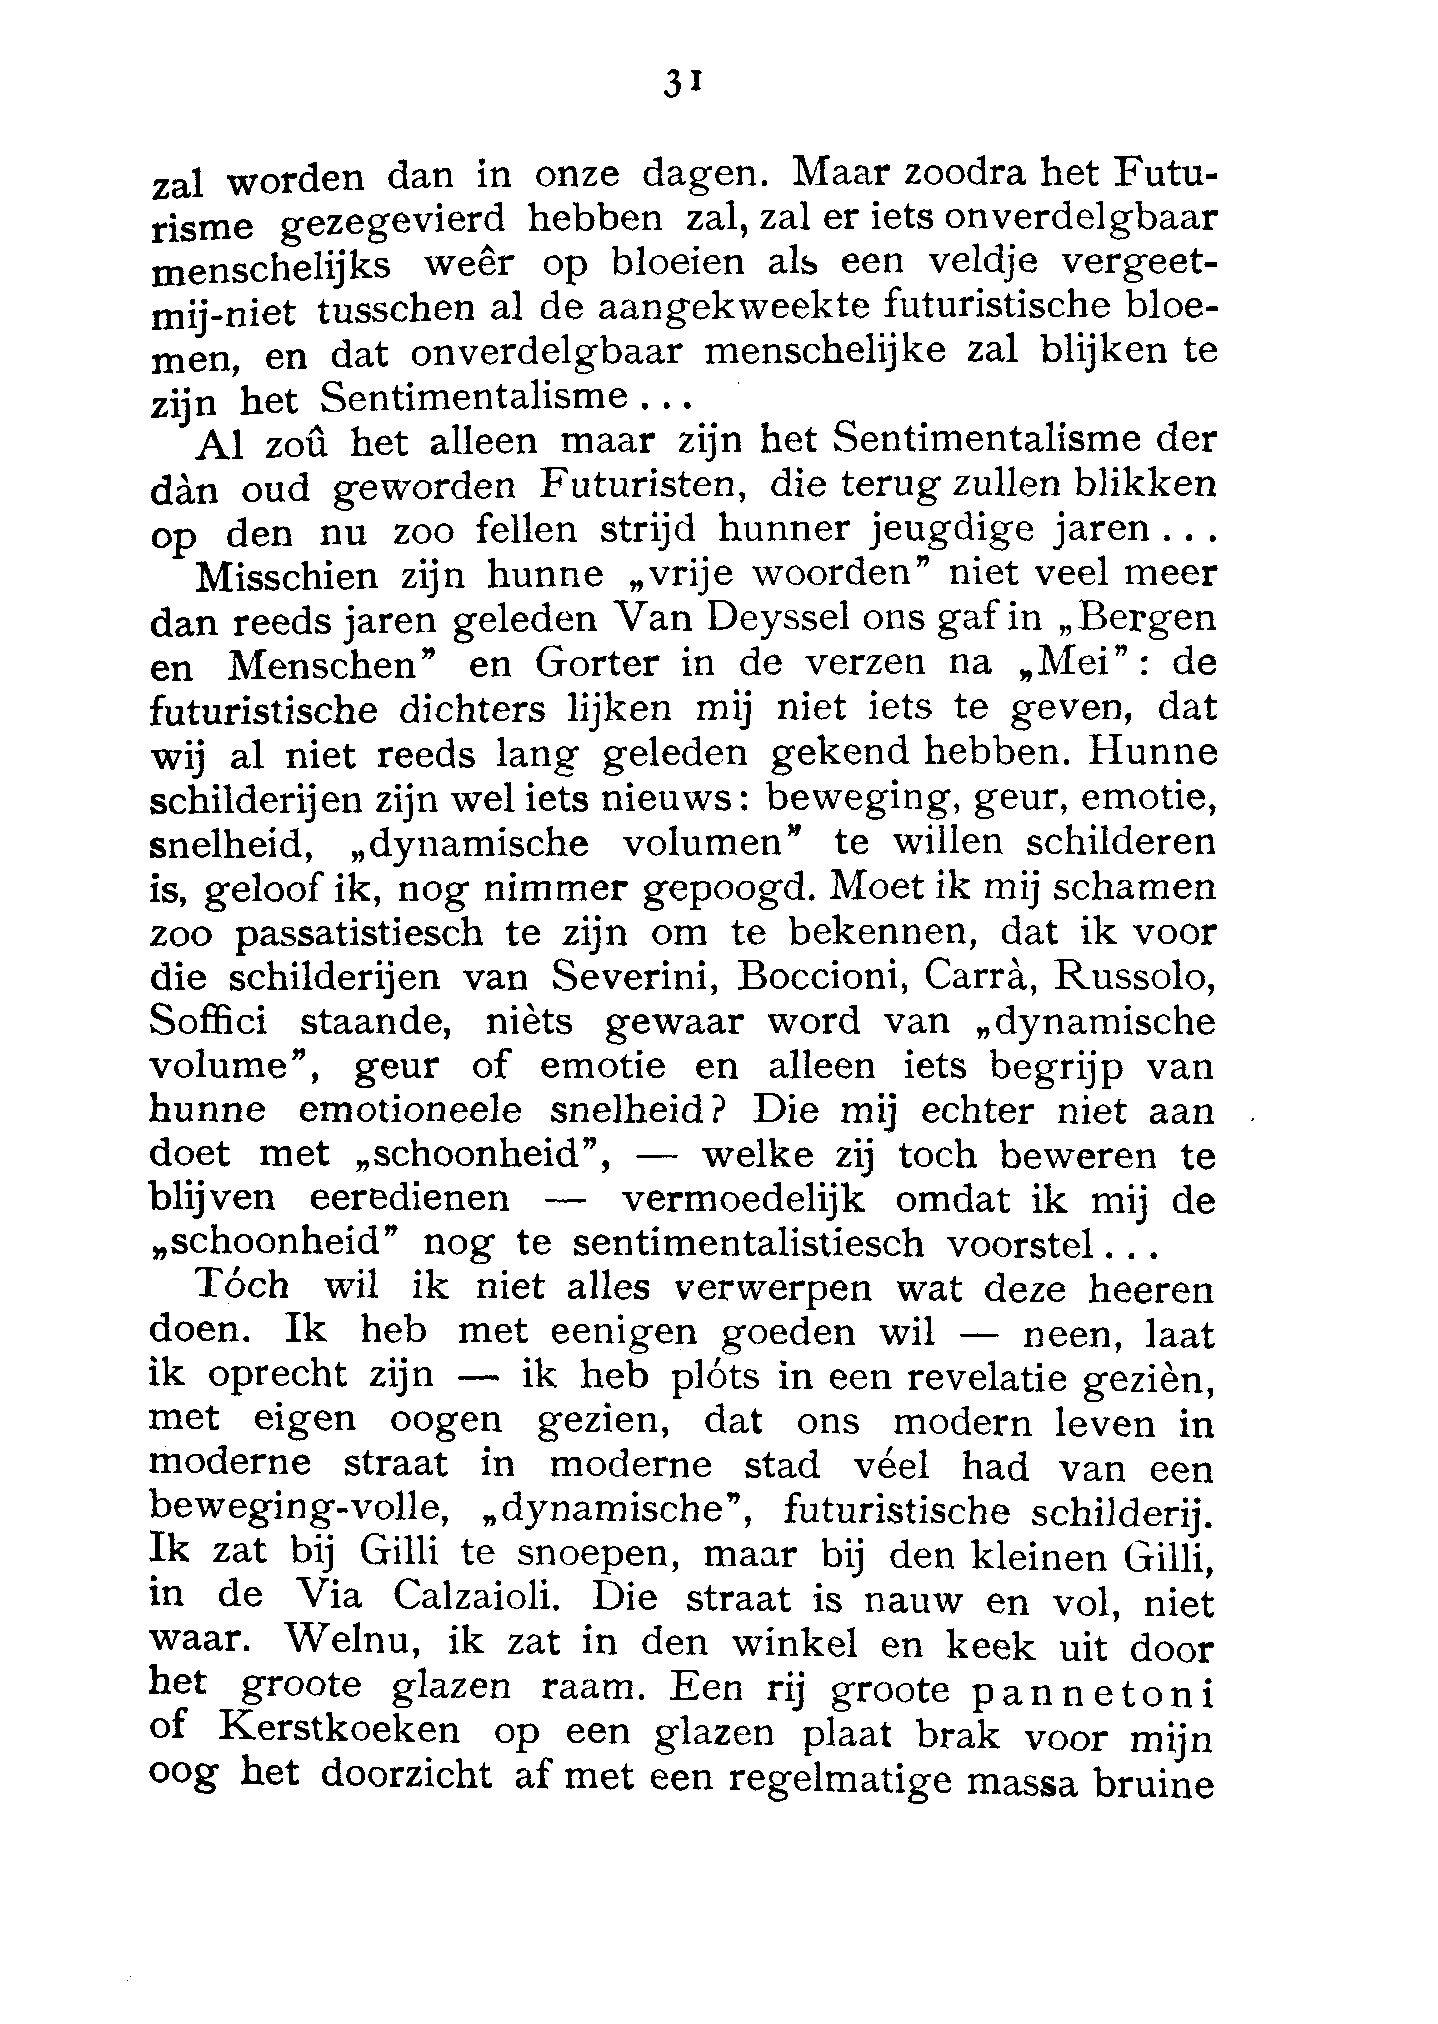 31
zal worden dan in onze dagen. Maar zoodra het Futu-
risme gezegevierd hebben zal, zal er iets onverdelgbaar
menschelijks weêr op bloeien als een veldje vergeet-
mij-niet tusschen al de aangekweekte futuristische bloe-
men, en dat onverdelgbaar menschelijke zal blijken te
zijn het Sentimentalisme . . .
Al zoû het alleen maar zijn het Sentimentalisme der
dàn oud geworden Futuristen, die terug zullen blikken
op den nu zoo fellen strijd hunner jeugdige jaren . . .
Misschien zijn hunne „vrije woorden” niet veel meer
dan reeds jaren geleden Van Deyssel ons gaf in „Bergen
en Menschen” en Gorter in de verzen na „Mei”: de
futuristische dichters lijken mij niet iets te geven, dat
wij al niet reeds lang geleden gekend hebben. Hunne
schilderijen zijn wel iets nieuws: beweging, geur, emotie,
snelheid, „dynamische volumen” te willen schilderen
is, geloof ik, nog nimmer gepoogd. Moet ik mij schamen
zoo passatistiesch te zijn om te bekennen, dat ik voor
die schilderijen van Severini, Boccioni, Carrà, Russolo,
Soffici staande, nièts gewaar word van „dynamische
volume”, geur of emotie en alleen iets begrijp van
hunne emotioneele snelheid? Die mij echter niet aan
doet met „schoonheid”, — welke zij toch beweren te
blijven eeredienen — vermoedelijk omdat ik mij de
„schoonheid” nog te sentimentalistiesch voorstel . . .
Tóch wil ik niet alles verwerpen wat deze heeren
doen. Ik heb met eenigen goeden wil — neen, laat
ik oprecht zijn — ik heb plóts in een revelatie gezièn,
met eigen oogen gezien, dat ons modern leven in
moderne straat in moderne stad véel had van een
beweging-volle, „dynamische”, futuristische schilderij.
Ik zat bij Gilli te snoepen, maar bij den kleinen Gilli,
in de Via Calzaioli. Die straat is nauw en vol, niet
waar. Welnu, ik zat in den winkel en keek uit door
het groote glazen raam. Een rij groote pannetoni
of Kerstkoeken op een glazen plaat brak voor mijn
oog het doorzicht af met een regelmatige massa bruine